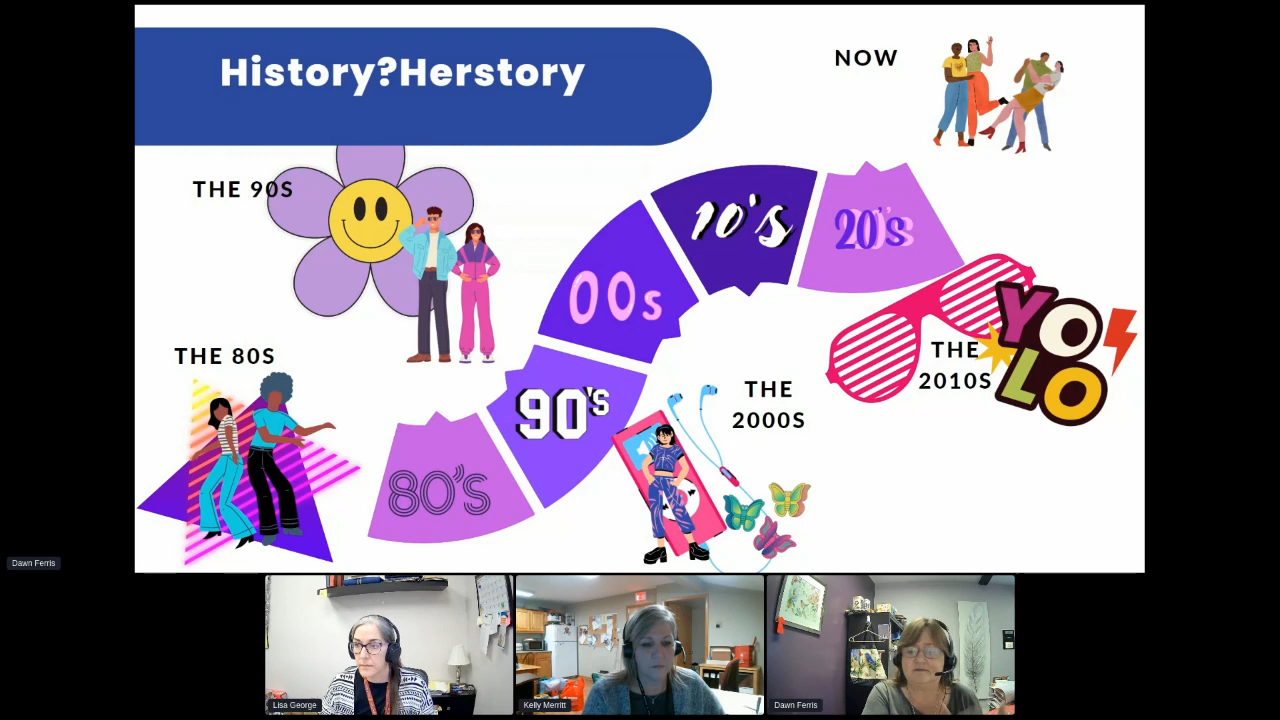 History?Herstory
NOW
THE 90S
10's
20's
00s
YOLO
THE
2010S
THE 80S
THE
2000S
90's
80's
Dawn Ferris
Lisa George
Kelly Merritt
Dawn Ferris